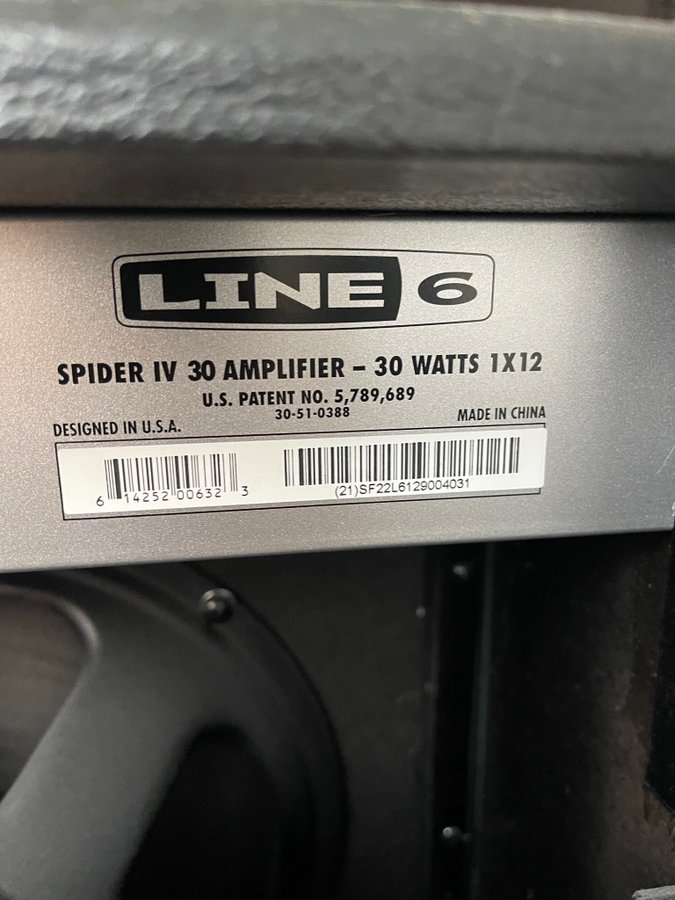 LINE 6
SPIDER IV 30 AMPLIFIER – 30 WATTS 1X12
U.S. PATENT NO. 5,789,689
30-51-0388
DESIGNED IN U.S.A.
MADE IN CHINA
6 14252 00632 3
(21)SF22L6129004031